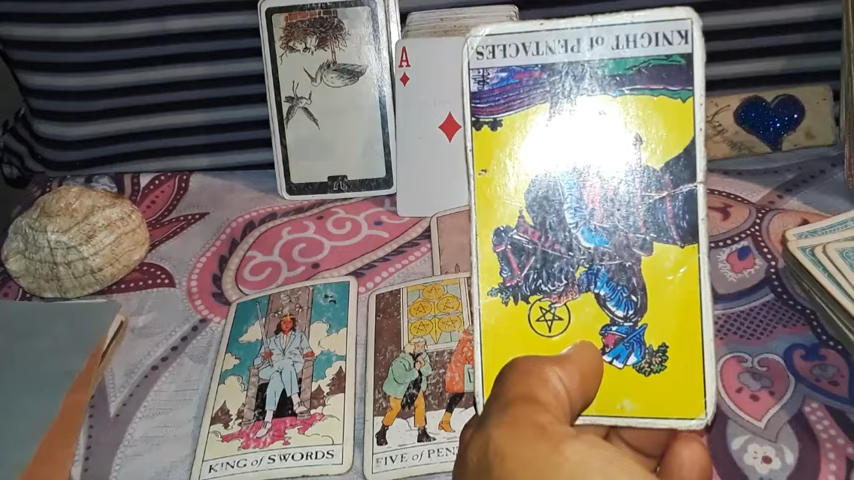 A
KNIGHT of PENTACLES
KING of SWORDS
FIVE of PEN